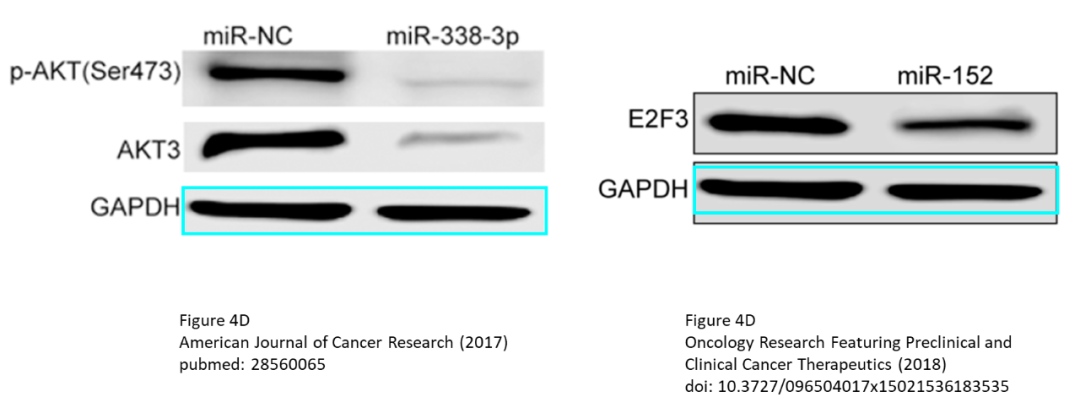 miR-NC miR-338-3p
p-AKT(Ser473)
AKT3
GAPDH
miR-NC miR-152
E2F3
GAPDH
Figure 4D
American Journal of Cancer Research (2017)
pubmed: 28560065
Figure 4D
Oncology Research Featuring Preclinical and
Clinical Cancer Therapeutics (2018)
doi: 10.3727/096504017x15021536183535